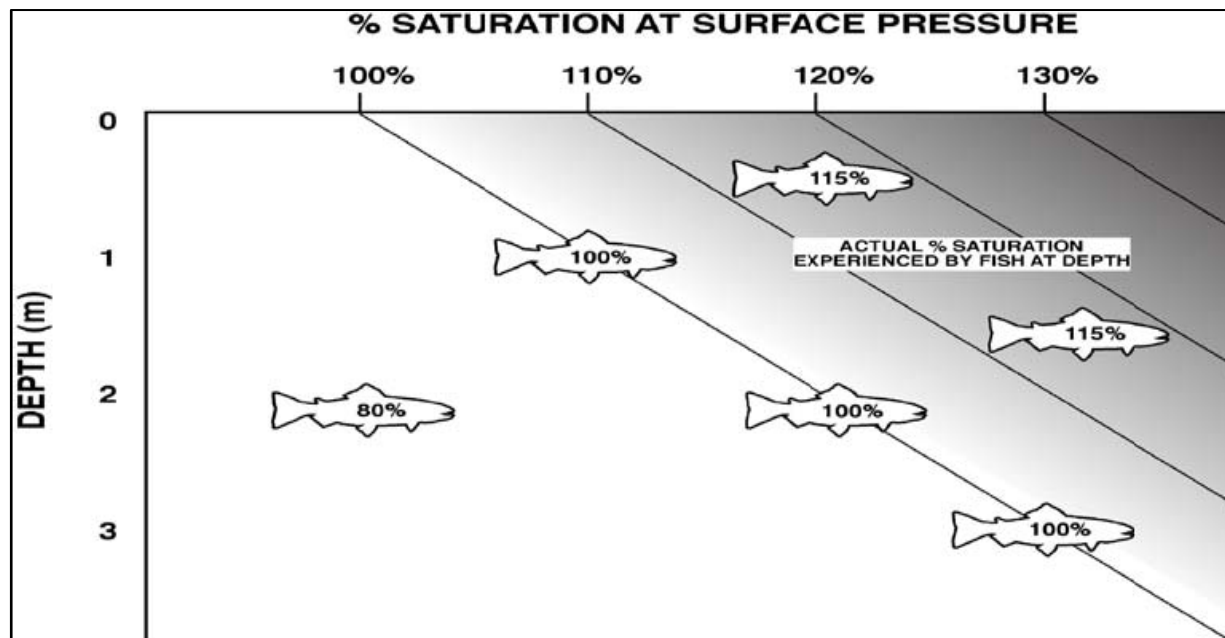 % SATURATION AT SURFACE PRESSURE
100% 110% 120% 130%
0
115%
1
100%
ACTUAL % SATURATION
EXPERIENCED BY FISH AT DEPTH
115%
DEPTH (m)
2
80% 100%
3
100%